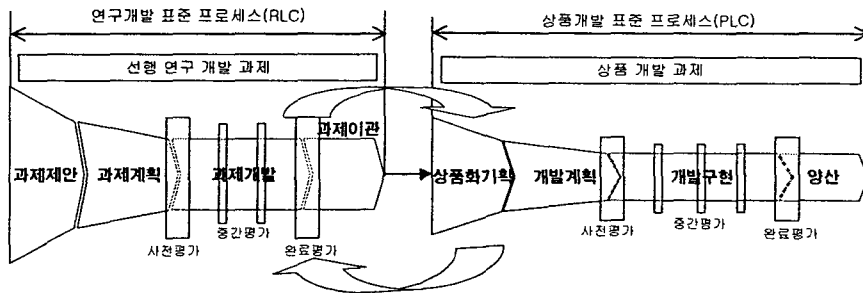 연구개발 표준 프로세스(RLC)
상품개발 표준 프로세스(PLC)
선행 연구 개발 과제
상품 개발 과제
과제이관
과제제안
과제계획
과제개발
상품화기획
개발계획
개발구현
양산
사전평가
중간평가
완료평가
사전평가
중간평가
완료평가